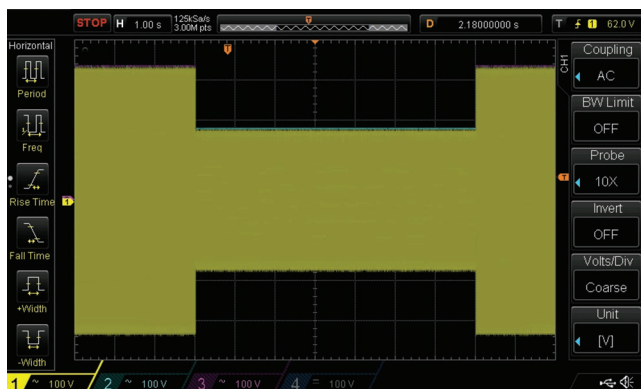 STOP H 1.00 s 125kSa/s 3.00M pts T D 2.18000000 s T 1 62.0 V
Horizontal
Period
Freq
Rise Time
Fall Time
+Width
-Width
T
1
T
CH1
Coupling
AC
BW Limit
OFF
Probe
10X
Invert
OFF
Volts/Div
Coarse
Unit
[V]
1 ~ 100 V 2 ~ 100 V 3 ~ 100 V 4 = 100 V